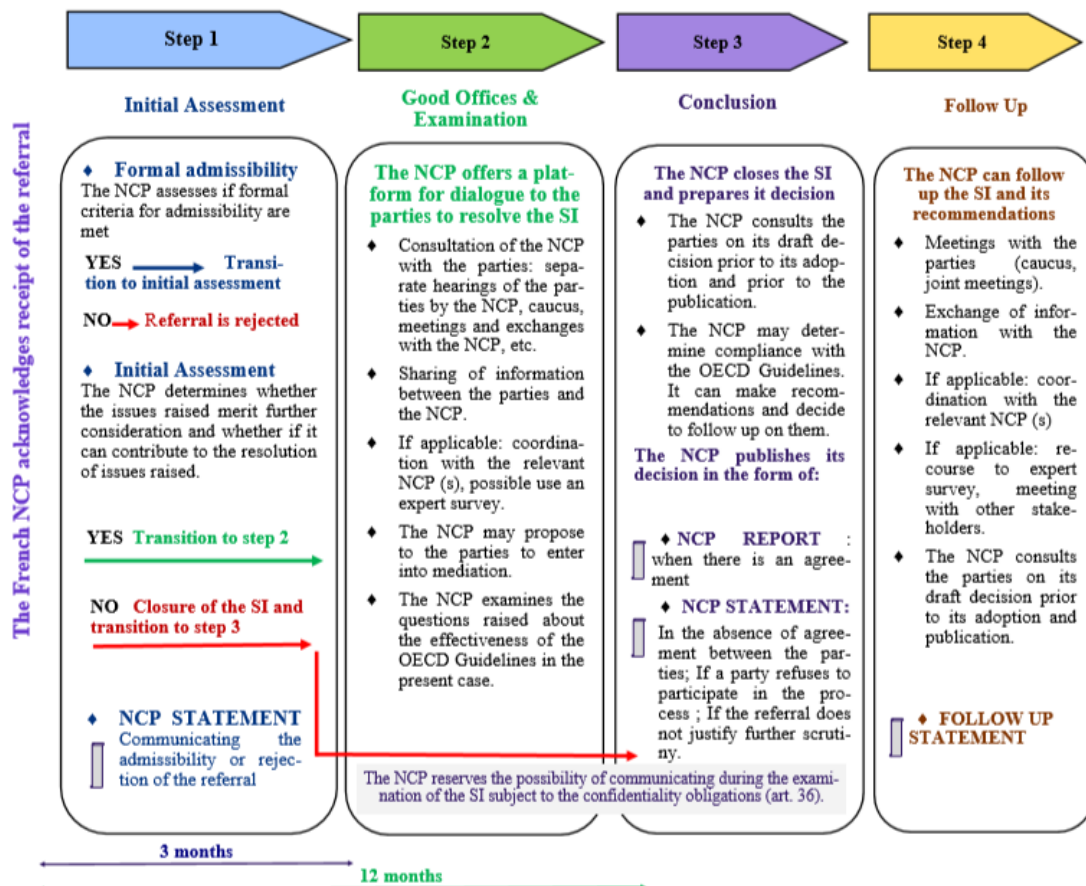 Step 1
Step 2
Step 3
Step 4
Initial Assessment
Good Offices &
Examination
Conclusion
Follow Up
The French NCP acknowledges receipt of the referral
♦ Formal admissibility
The NCP assesses if formal
criteria for admissibility are
met
YES Transi-
tion to initial assessment
NO Referral is rejected
♦ Initial Assessment
The NCP determines whether
the issues raised merit further
consideration and whether if it
can contribute to the resolution
of issues raised.
YES Transition to step 2
NO Closure of the SI and
transition to step 3
♦ NCP STATEMENT
Communicating the
admissibility or rejec-
tion of the referral
The NCP offers a plat-
form for dialogue to the
parties to resolve the SI
♦ Consultation of the NCP
with the parties: sepa-
rate hearings of the par-
ties by the NCP, caucus,
meetings and exchanges
with the NCP, etc.
♦ Sharing of information
between the parties and
the NCP.
♦ If applicable: coordina-
tion with the relevant
NCP (s), possible use an
expert survey.
♦ The NCP may propose
to the parties to enter
into mediation.
♦ The NCP examines the
questions raised about
the effectiveness of the
OECD Guidelines in the
present case.
The NCP closes the SI
and prepares it decision
♦ The NCP consults the
parties on its draft de-
cision prior to its adop-
tion and prior to the
publication.
♦ The NCP may deter-
mine compliance with
the OECD Guidelines.
It can make recom-
mendations and decide
to follow up on them.
The NCP publishes its
decision in the form of:
♦ NCP REPORT :
when there is an agree-
ment
♦ NCP STATEMENT:
In the absence of agree-
ment between the par-
ties; If a party refuses to
participate in the pro-
cess ; If the referral does
not justify further scruti-
ny.
The NCP can follow
up the SI and its
recommendations
♦ Meetings with the
parties (caucus,
joint meetings).
♦ Exchange of infor-
mation with the
NCP.
♦ If applicable: coor-
dination with the
relevant NCP (s)
♦ If applicable: re-
course to expert
survey, meeting
with other stake-
holders.
♦ The NCP consults
the parties on its
draft decision prior
to its adoption and
publication.
♦ FOLLOW UP
STATEMENT
The NCP reserves the possibility of communicating during the exami-
nation of the SI subject to the confidentiality obligations (art. 36).
3 months
12 months